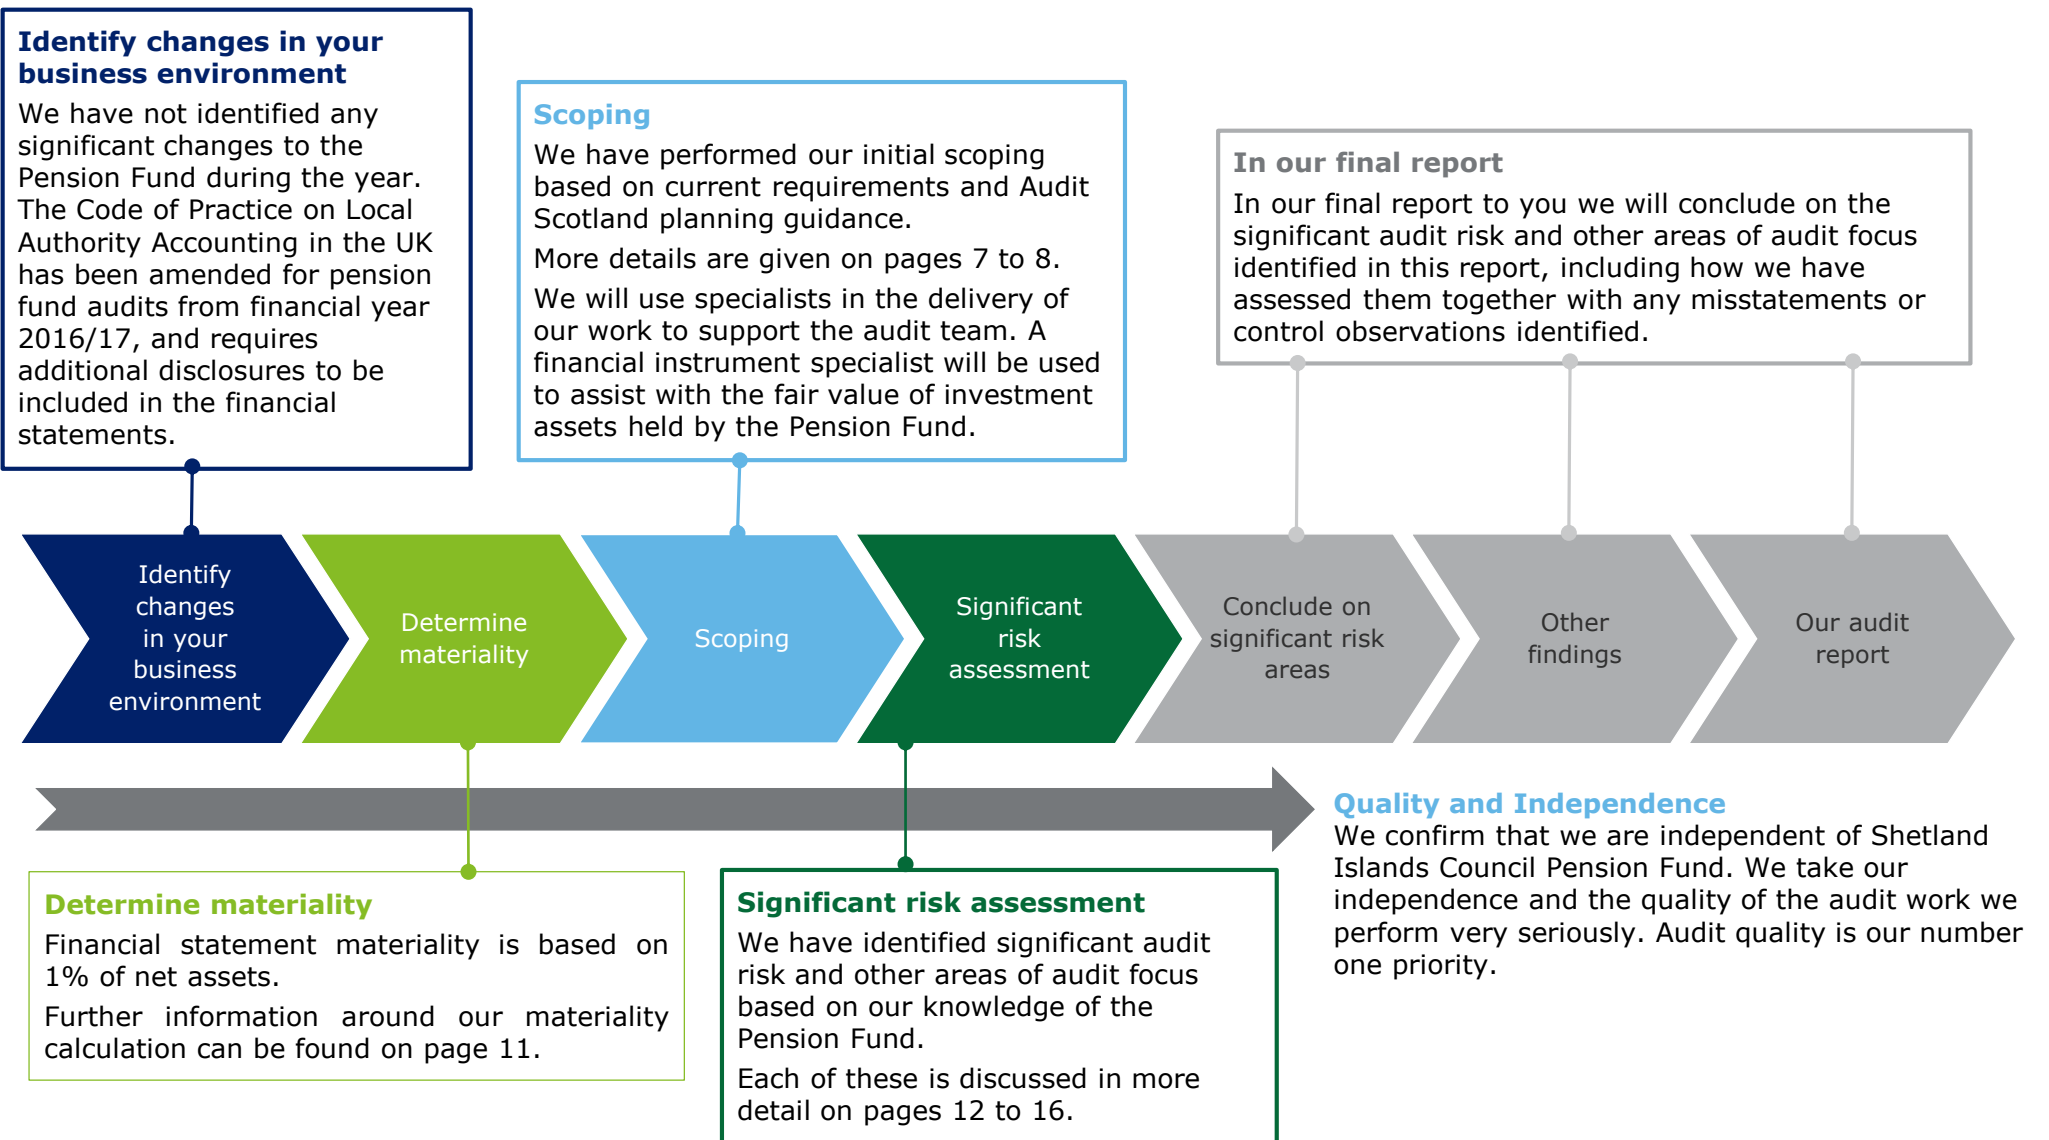 Identify changes in your
business environment
We have not identified any
significant changes to the
Pension Fund during the year.
The Code of Practice on Local
Authority Accounting in the UK
has been amended for pension
fund audits from financial year
2016/17, and requires
additional disclosures to be
included in the financial
statements.
Scoping
We have performed our initial scoping
based on current requirements and Audit
Scotland planning guidance.
More details are given on pages 7 to 8.
We will use specialists in the delivery of
our work to support the audit team. A
financial instrument specialist will be used
to assist with the fair value of investment
assets held by the Pension Fund.
In our final report
In our final report to you we will conclude on the
significant audit risk and other areas of audit focus
identified in this report, including how we have
assessed them together with any misstatements or
control observations identified.
Identify
changes
in your
business
environment
Determine
materiality
Scoping
Significant
risk
assessment
Conclude on
significant risk
areas
Other
findings
Our audit
report
Determine materiality
Financial statement materiality is based on
1% of net assets.
Further information around our materiality
calculation can be found on page 11.
Significant risk assessment
We have identified significant audit
risk and other areas of audit focus
based on our knowledge of the
Pension Fund.
Each of these is discussed in more
detail on pages 12 to 16.
Quality and Independence
We confirm that we are independent of Shetland
Islands Council Pension Fund. We take our
independence and the quality of the audit work we
perform very seriously. Audit quality is our number
one priority.